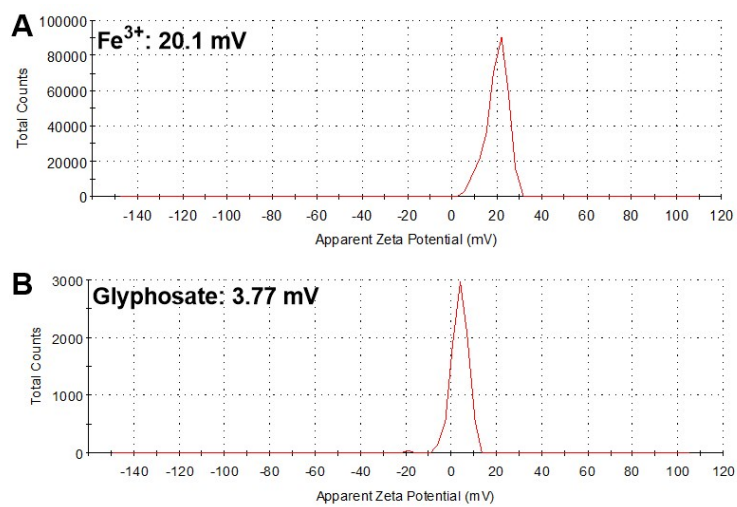 A
Fe³⁺: 20.1 mV
Total Counts
100000
80000
60000
40000
20000
0
-140 -120 -100 -80 -60 -40 -20 0 20 40 60 80 100 120
Apparent Zeta Potential (mV)
B
Glyphosate: 3.77 mV
Total Counts
3000
2000
1000
0
-140 -120 -100 -80 -60 -40 -20 0 20 40 60 80 100 120
Apparent Zeta Potential (mV)